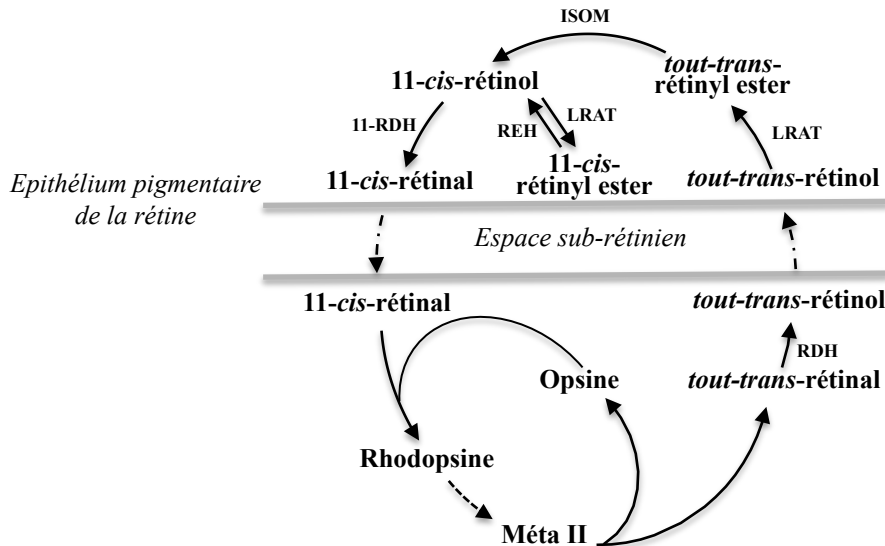 ISOM
11-cis-rétinol
tout-trans-
rétinyl ester
11-RDH
REH
LRAT
LRAT
11-cis-rétinal
11-cis-
rétinyl ester
tout-trans-rétinol
Epithélium pigmentaire
de la rétine
Espace sub-rétinien
11-cis-rétinal
tout-trans-rétinol
RDH
Opsine
tout-trans-rétinal
Rhodopsine
Méta II